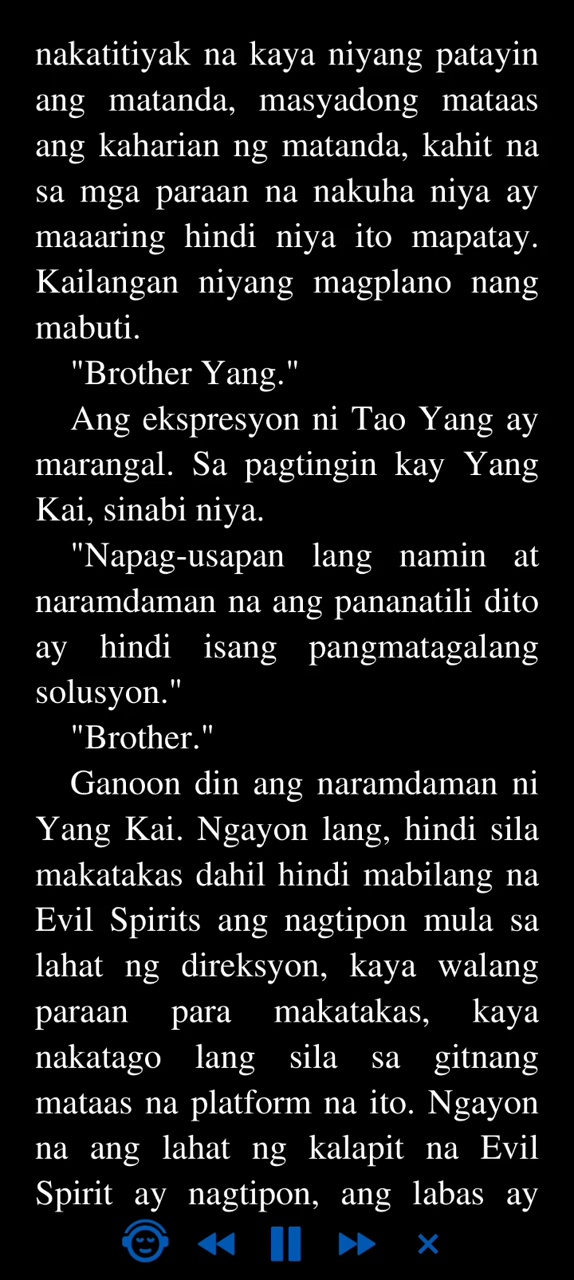 nakatitiyak na kaya niyang patayin
ang matanda, masyadong mataas
ang kaharian ng matanda, kahit na
sa mga paraan na nakuha niya ay
maaaring hindi niya ito mapatay.
Kailangan niyang magplano nang
mabuti.
"Brother Yang."
Ang ekspresyon ni Tao Yang ay
marangal. Sa pagtingin kay Yang
Kai, sinabi niya.
"Napag-usapan lang namin at
naramdaman na ang pananatili dito
ay hindi isang pangmatagalang
solusyon."
"Brother."
Ganoon din ang naramdaman ni
Yang Kai. Ngayon lang, hindi sila
makatakas dahil hindi mabilang na
Evil Spirits ang nagtipon mula sa
lahat ng direksyon, kaya walang
paraan para makatakas, kaya
nakatago lang sila sa gitnang
mataas na platform na ito. Ngayon
na ang lahat ng kalapit na Evil
Spirit ay nagtipon, ang labas ay